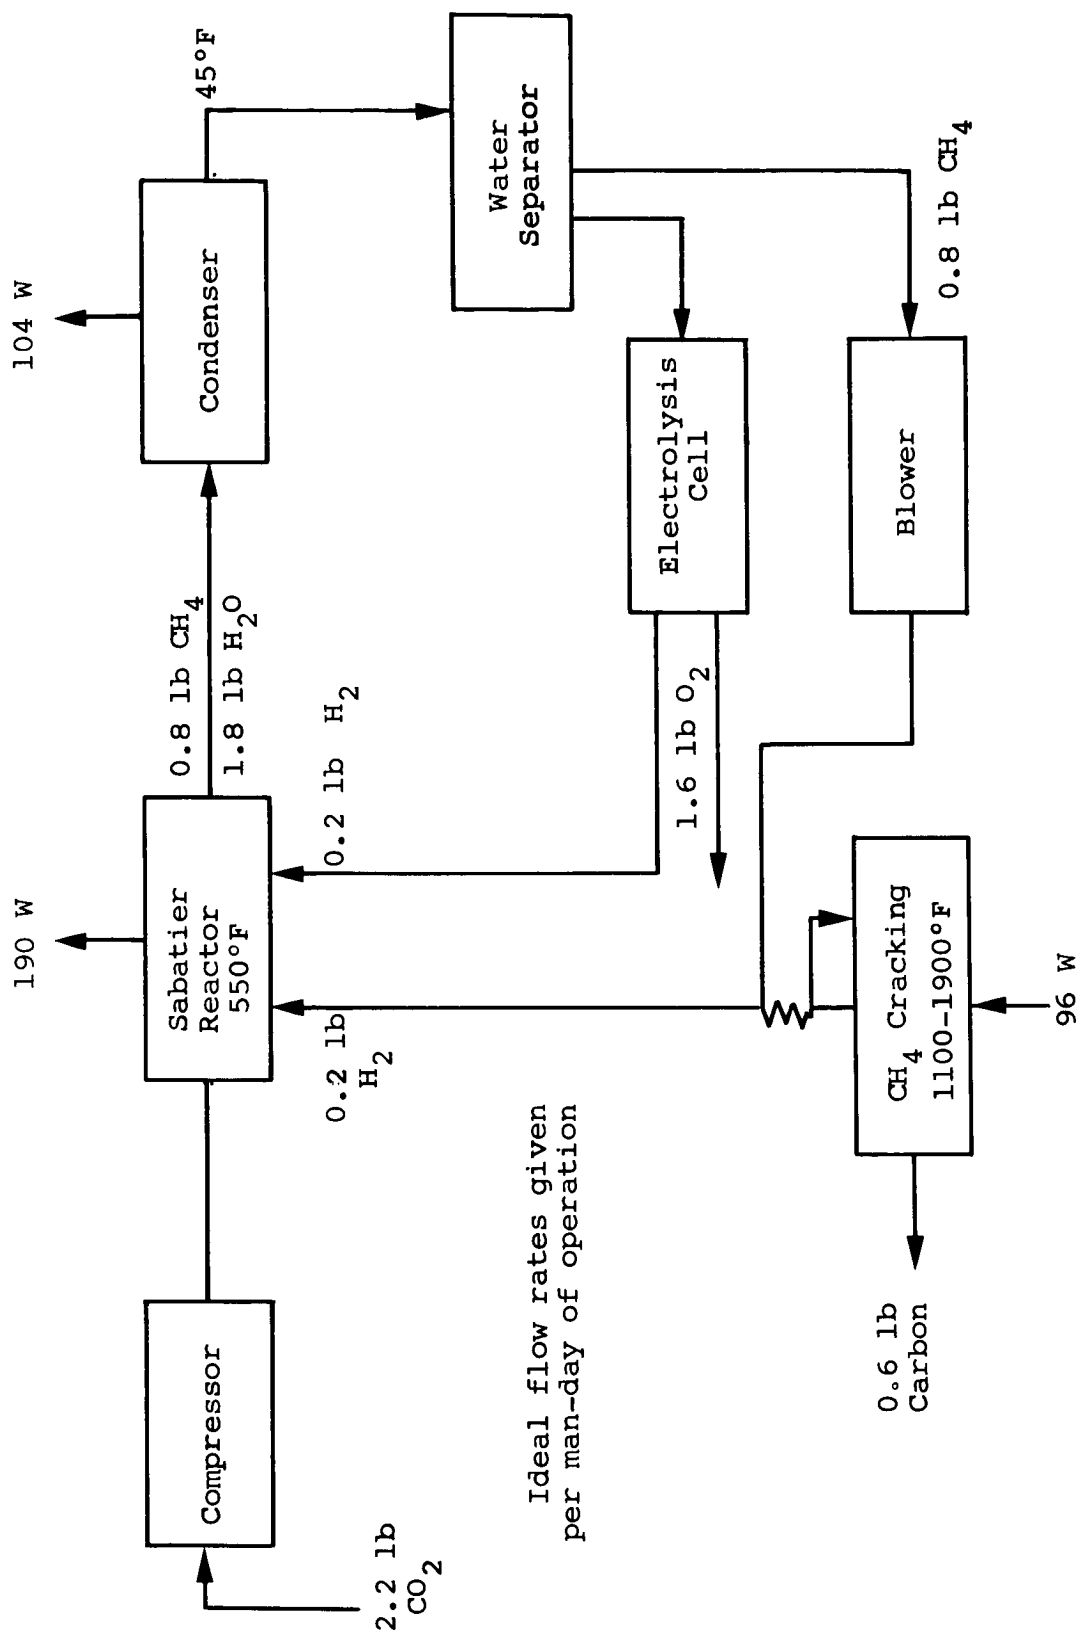 190 W
104 W
Compressor
Sabatier
Reactor
550°F
0.8 lb CH4
1.8 lb H2O
Condenser
45°F
2.2 lb
CO2
0.2 lb
H2
0.2 lb H2
Water
Separator
Ideal flow rates given
per man-day of operation
1.6 lb O2
Electrolysis
Cell
0.6 lb
Carbon
CH4 Cracking
1100-1900°F
Blower
0.8 lb CH4
96 W